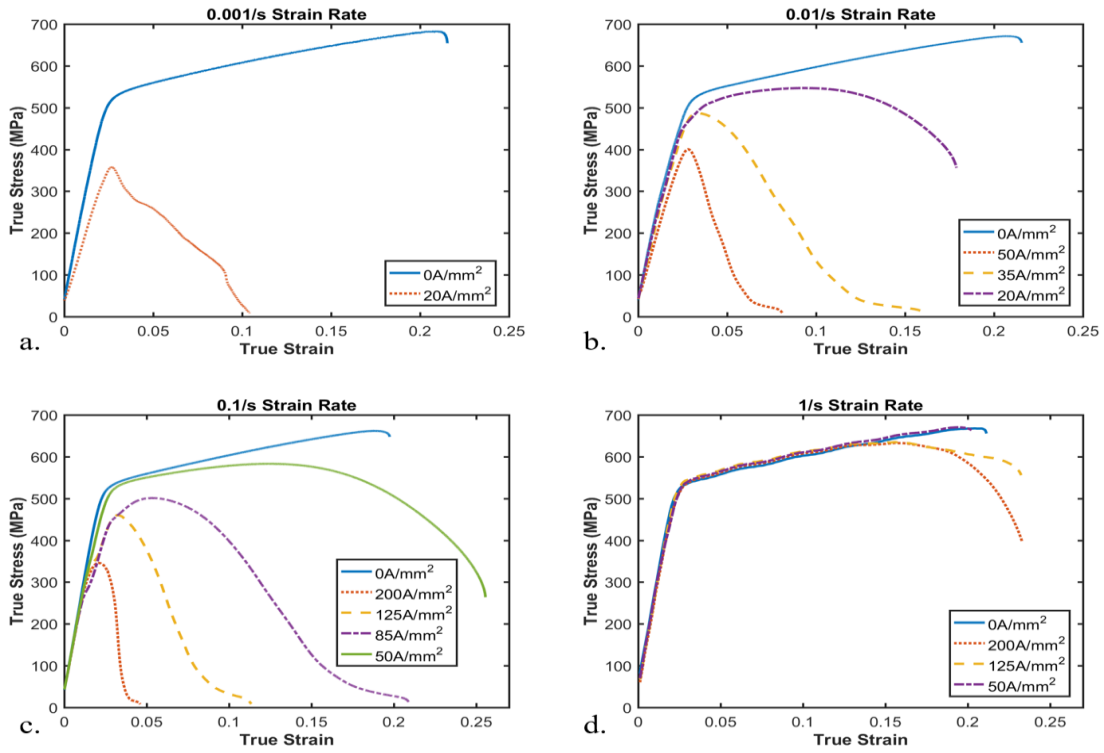 0.001/s Strain Rate
True Stress (MPa)
700
600
500
400
300
200
100
0
0A/mm²
20A/mm²
0 0.05 0.1 0.15 0.2 0.25
True Strain
a.
0.01/s Strain Rate
True Stress (MPa)
700
600
500
400
300
200
100
0
0A/mm²
50A/mm²
35A/mm²
20A/mm²
0 0.05 0.1 0.15 0.2 0.25
True Strain
b.
0.1/s Strain Rate
True Stress (MPa)
700
600
500
400
300
200
100
0
0A/mm²
200A/mm²
125A/mm²
85A/mm²
50A/mm²
0 0.05 0.1 0.15 0.2 0.25
True Strain
c.
1/s Strain Rate
True Stress (MPa)
700
600
500
400
300
200
100
0
0A/mm²
200A/mm²
125A/mm²
50A/mm²
0 0.05 0.1 0.15 0.2 0.25
True Strain
d.